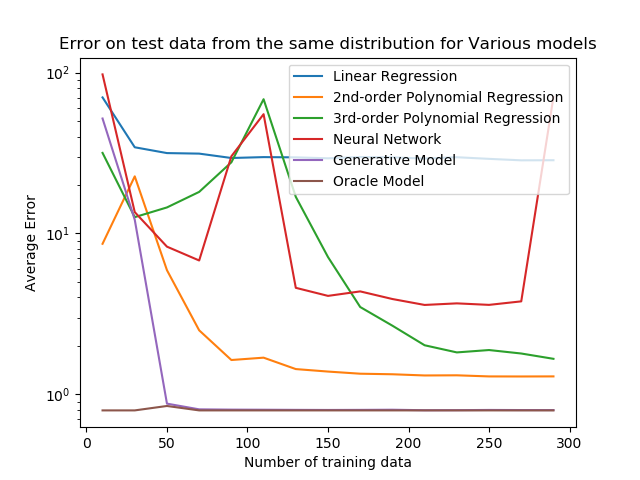 Error on test data from the same distribution for Various models
Linear Regression
2nd-order Polynomial Regression
3rd-order Polynomial Regression
Neural Network
Generative Model
Oracle Model
Average Error
10²
10¹
10⁰
0
50
100
150
200
250
300
Number of training data